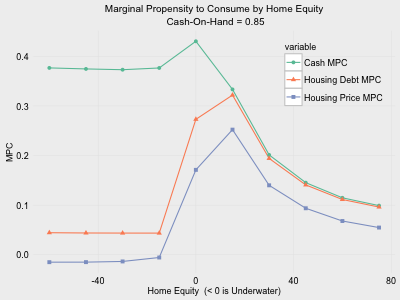 Marginal Propensity to Consume by Home Equity
Cash-On-Hand = 0.85
variable
Cash MPC
Housing Debt MPC
Housing Price MPC
MPC
0.4
0.3
0.2
0.1
0.0
-40
0
40
80
Home Equity (< 0 is Underwater)